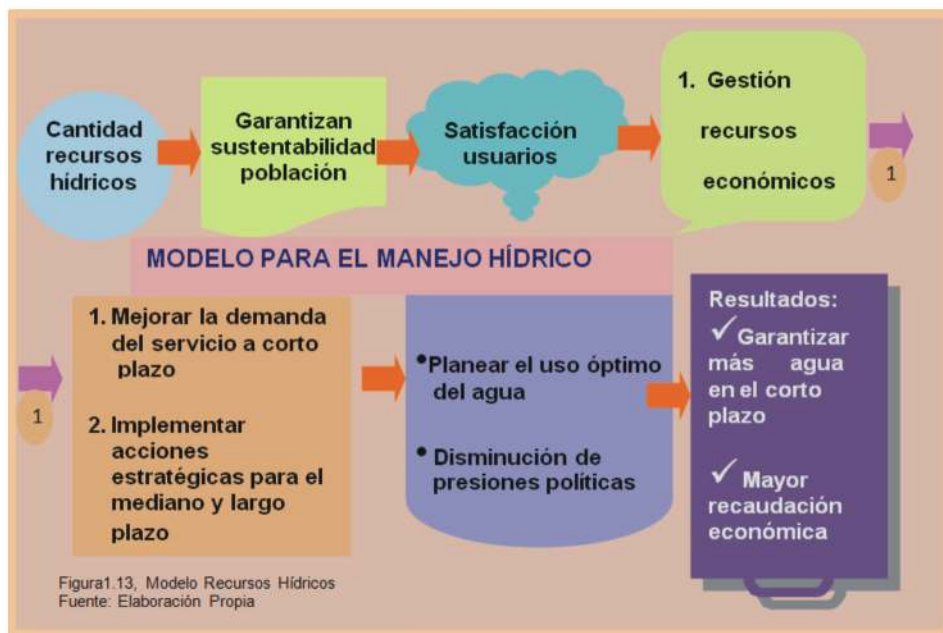 Cantidad
recursos
hídricos
Garantizan
sustentabilidad
población
Satisfacción
usuarios
1. Gestión
recursos
económicos
1
MODELO PARA EL MANEJO HÍDRICO
1
1. Mejorar la demanda
del servicio a corto
plazo
2. Implementar
acciones
estratégicas para el
mediano y largo
plazo
•Planear el uso óptimo
del agua
• Disminución de
presiones políticas
Resultados:
✓ Garantizar
más agua
en el corto
plazo
✓ Mayor
recaudación
económica
Figura1.13, Modelo Recursos Hídricos
Fuente: Elaboración Propia